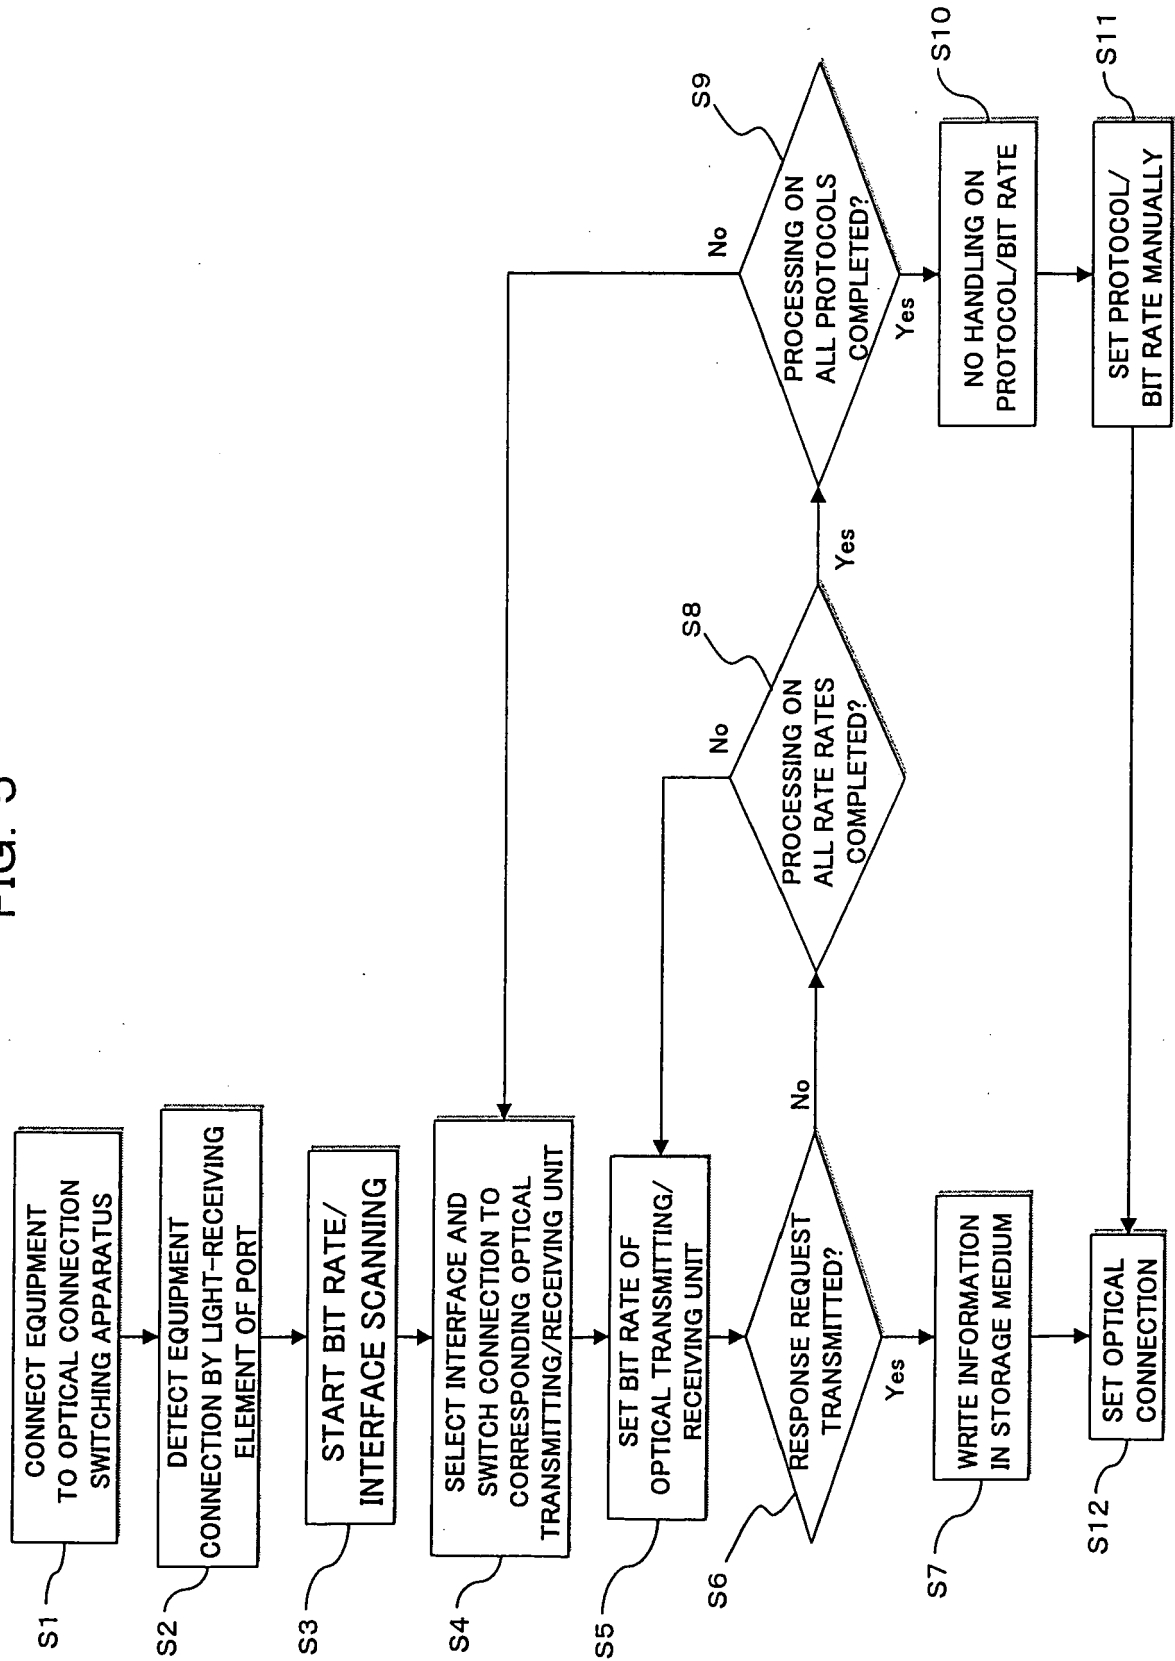 FIG. 5
S1
CONNECT EQUIPMENT
TO OPTICAL CONNECTION
SWITCHING APPARATUS
S2
DETECT EQUIPMENT
CONNECTION BY LIGHT-RECEIVING
ELEMENT OF PORT
S3
START BIT RATE/
INTERFACE SCANNING
S4
SELECT INTERFACE AND
SWITCH CONNECTION TO
CORRESPONDING OPTICAL
TRANSMITTING/RECEIVING UNIT
S5
SET BIT RATE OF
OPTICAL TRANSMITTING/
RECEIVING UNIT
S6
RESPONSE REQUEST
TRANSMITTED?
No
Yes
S7
WRITE INFORMATION
IN STORAGE MEDIUM
S8
PROCESSING ON
ALL RATE RATES
COMPLETED?
No
Yes
S9
PROCESSING ON
ALL PROTOCOLS
COMPLETED?
No
Yes
S10
NO HANDLING ON
PROTOCOL/BIT RATE
S11
SET PROTOCOL/
BIT RATE MANUALLY
S12
SET OPTICAL
CONNECTION